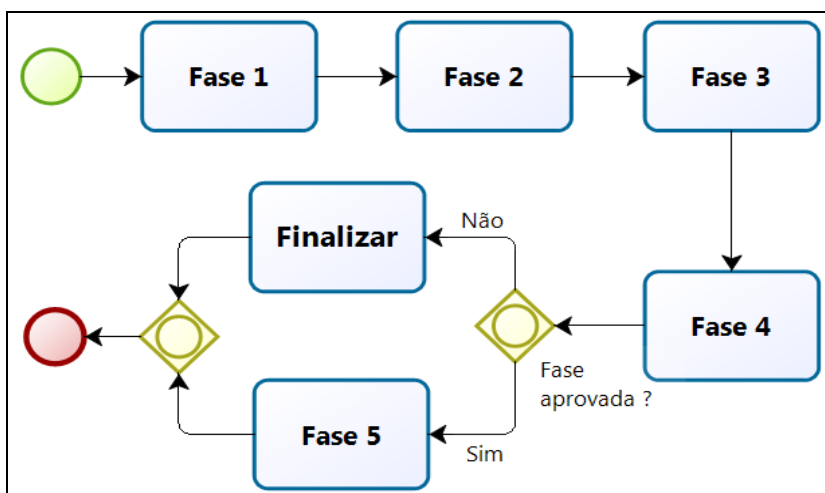 Fase 1
Fase 2
Fase 3
Fase 4
Fase
aprovada ?
Não
Finalizar
Sim
Fase 5